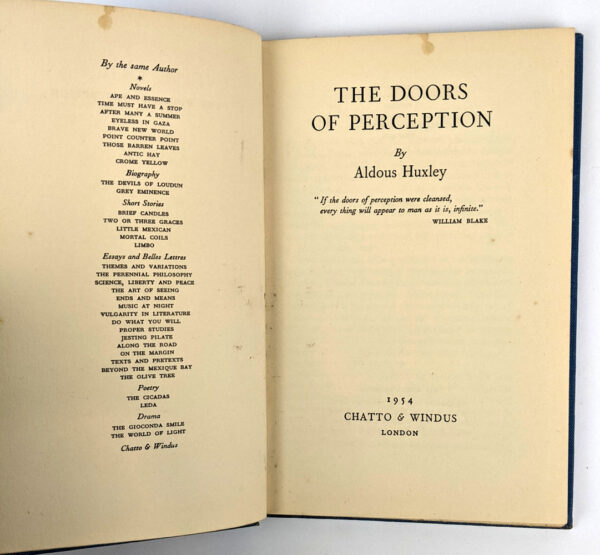 By the same Author
*
Novels
APE AND ESSENCE
TIME MUST HAVE A STOP
AFTER MANY A SUMMER
EYELESS IN GAZA
BRAVE NEW WORLD
POINT COUNTER POINT
THOSE BARREN LEAVES
ANTIC HAY
CROME YELLOW
Biography
THE DEVILS OF LOUDUN
GREY EMINENCE
Short Stories
BRIEF CANDLES
TWO OR THREE GRACES
LITTLE MEXICAN
MORTAL COILS
LIMBO
Essays and Belles Lettres
THEMES AND VARIATIONS
THE PERENNIAL PHILOSOPHY
SCIENCE, LIBERTY AND PEACE
THE ART OF SEEING
ENDS AND MEANS
MUSIC AT NIGHT
VULGARITY IN LITERATURE
DO WHAT YOU WILL
PROPER STUDIES
JESTING PILATE
ALONG THE ROAD
ON THE MARGIN
TEXTS AND PRETEXTS
BEYOND THE MEXIQUE BAY
THE OLIVE TREE
Poetry
THE CICADAS
LEDA
Drama
THE GIOCONDA SMILE
THE WORLD OF LIGHT
Chatto & Windus
THE DOORS
OF PERCEPTION
By
Aldous Huxley
"If the doors of perception were cleansed,
every thing will appear to man as it is, infinite."
WILLIAM BLAKE
1954
CHATTO & WINDUS
LONDON